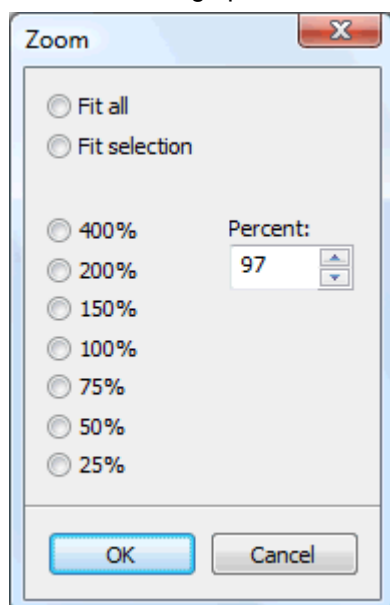 Zoom
Fit all
Fit selection
400%
Percent:
200%
97
150%
100%
75%
50%
25%
OK
Cancel